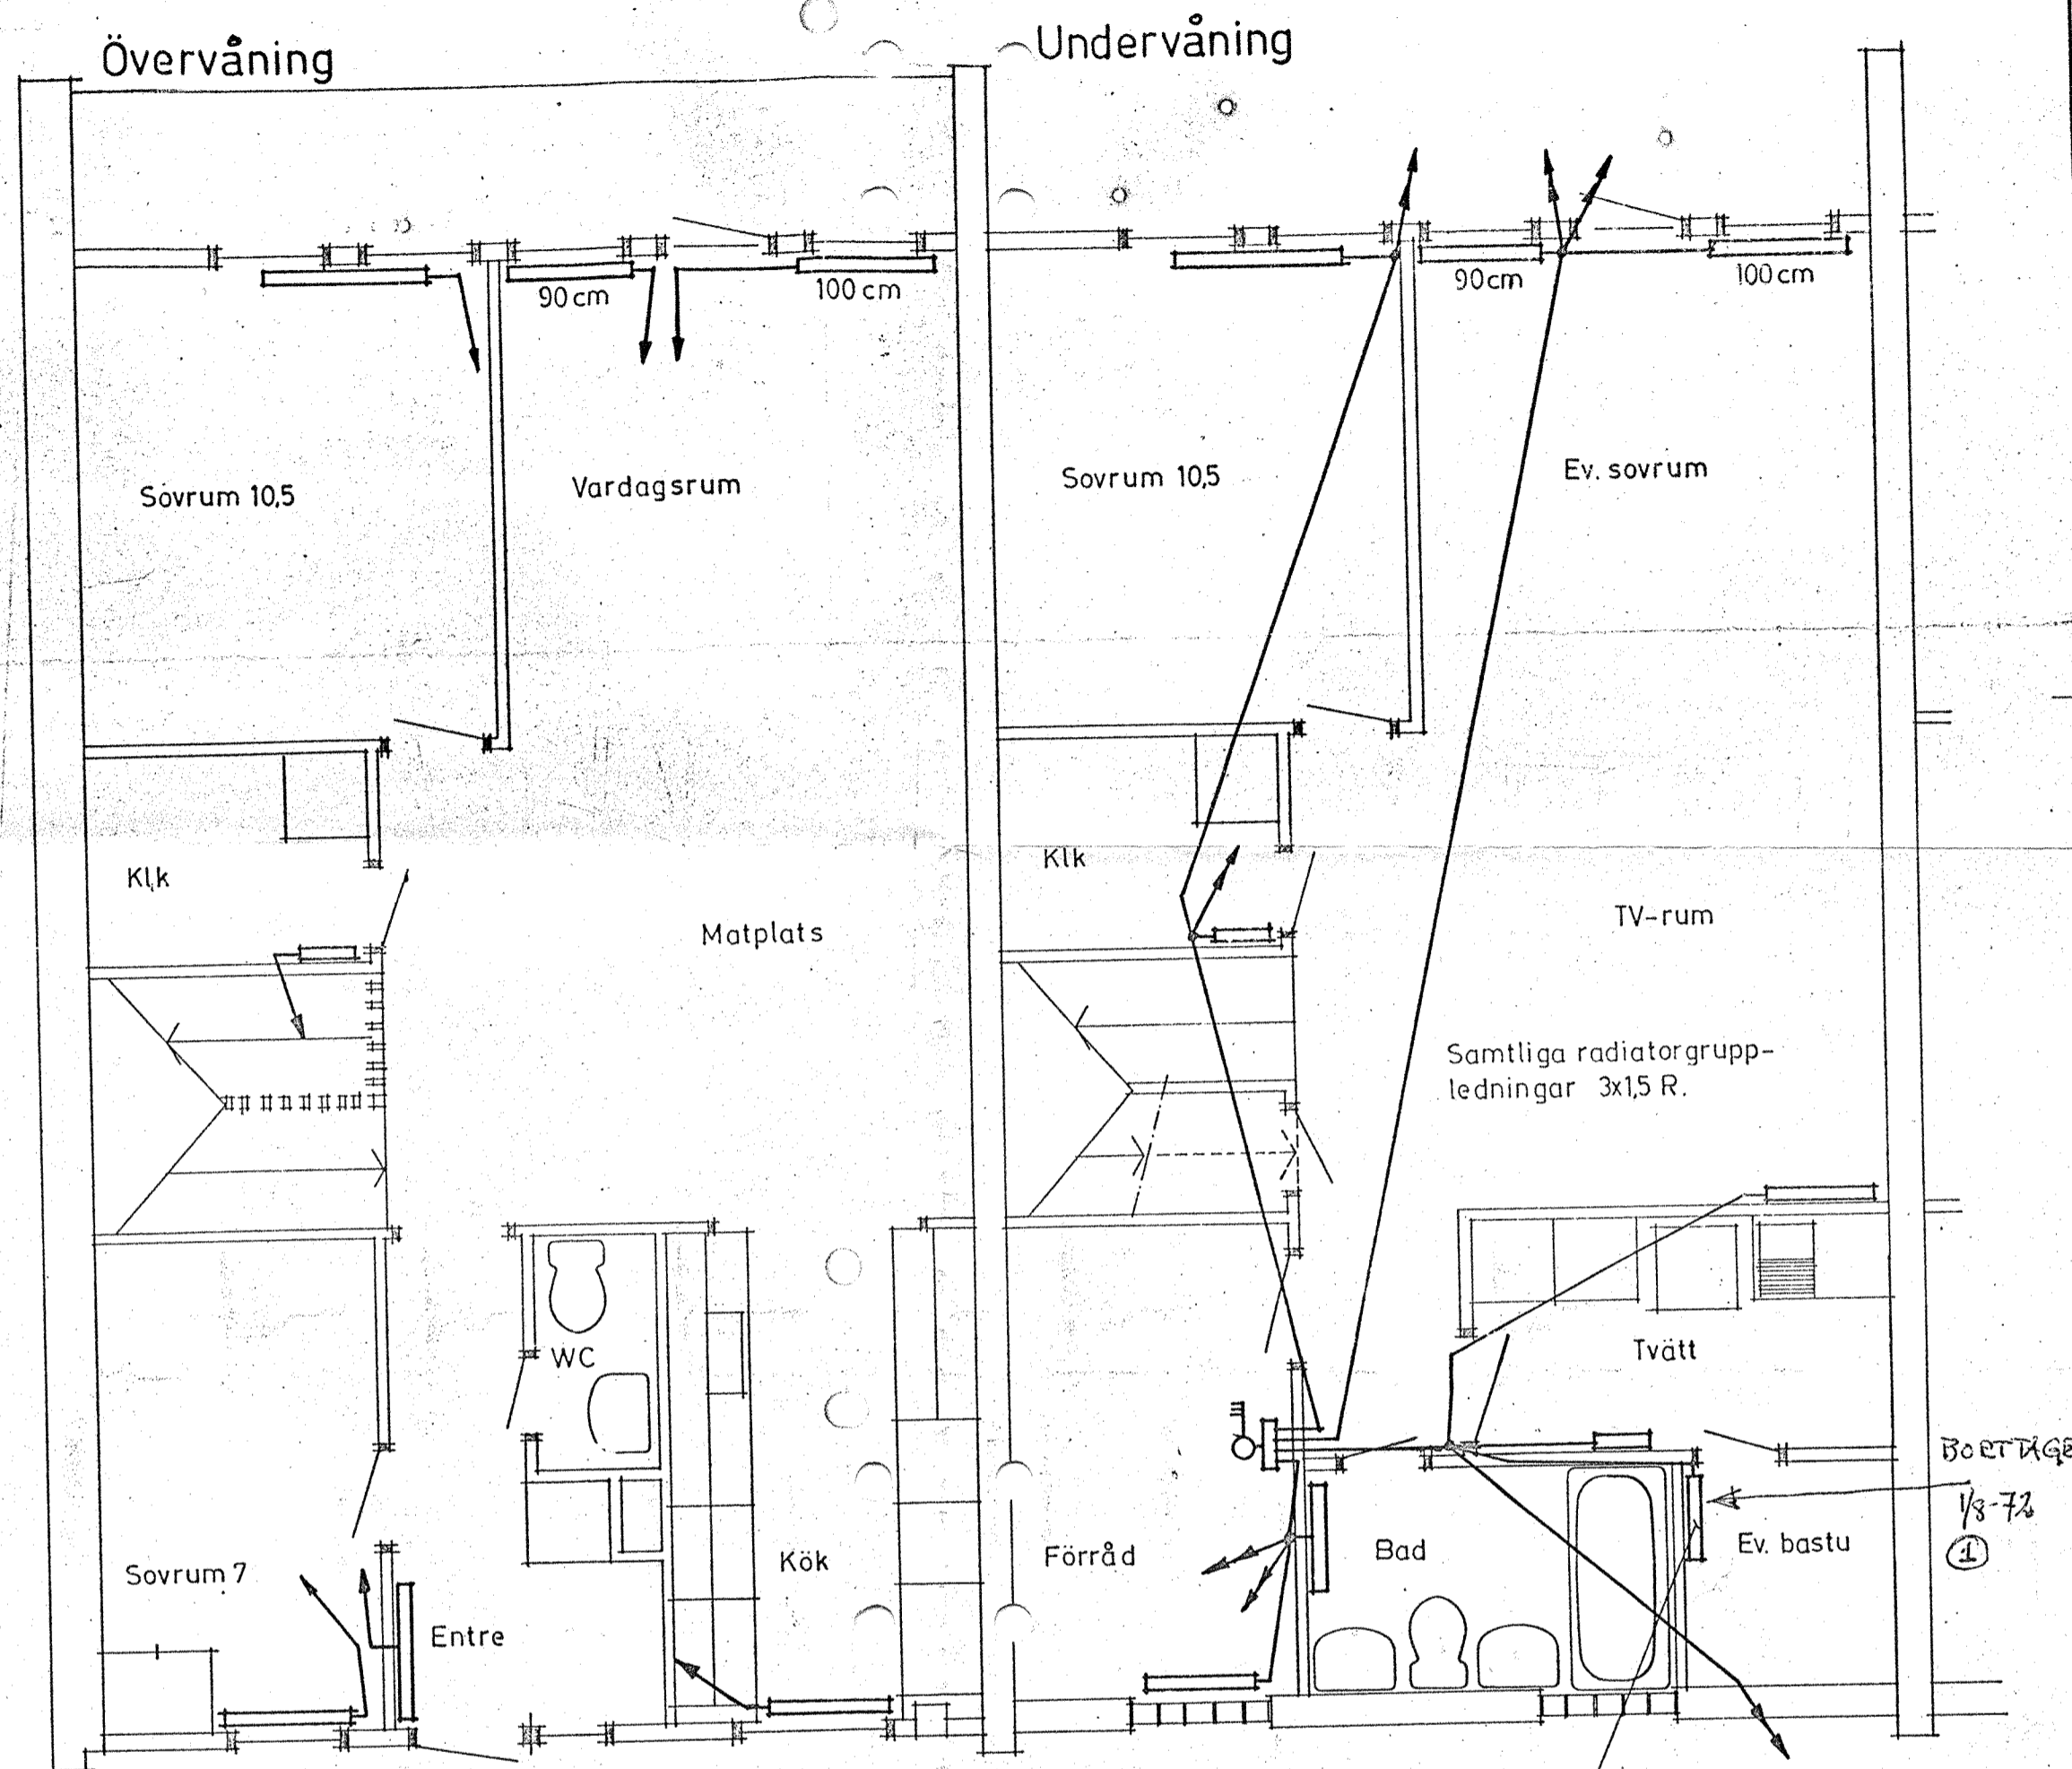 Övervåning
Undervåning
90 cm
100 cm
90 cm
100 cm
Sovrum 10,5
Vardagsrum
Sovrum 10,5
Ev. sovrum
Klk
Matplats
Klk
TV-rum
Samtliga radiatorgrupp-
ledningar 3x1,5 R.
WC
Tvätt
Sovrum 7
Entre
Kök
Förråd
Bad
Ev. bastu
1/8-72
1